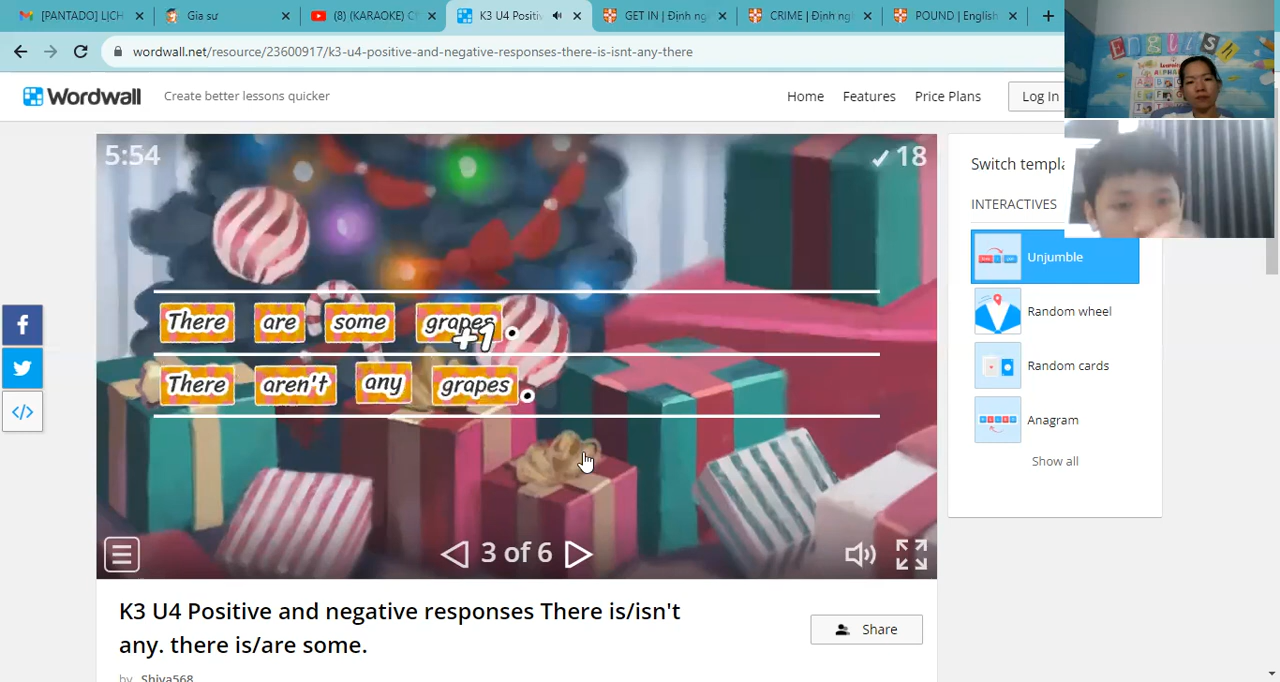 [PANTADO] LỊCH
Gia sư
(8) (KARAOKE) C
K3 U4 Positiv
GET IN | Định ng
CRIME | Định ngh
POUND | English
wordwall.net/resource/23600917/k3-u4-positive-and-negative-responses-there-is-isnt-any-there
Wordwall
Create better lessons quicker
Home
Features
Price Plans
Log In
English
5:54
18
There are some grapes.
+1
There aren't any grapes.
3 of 6
Switch templa
INTERACTIVES
Unjumble
Random wheel
Random cards
Anagram
Show all
K3 U4 Positive and negative responses There is/isn't
any. there is/are some.
Share
by Shiva568